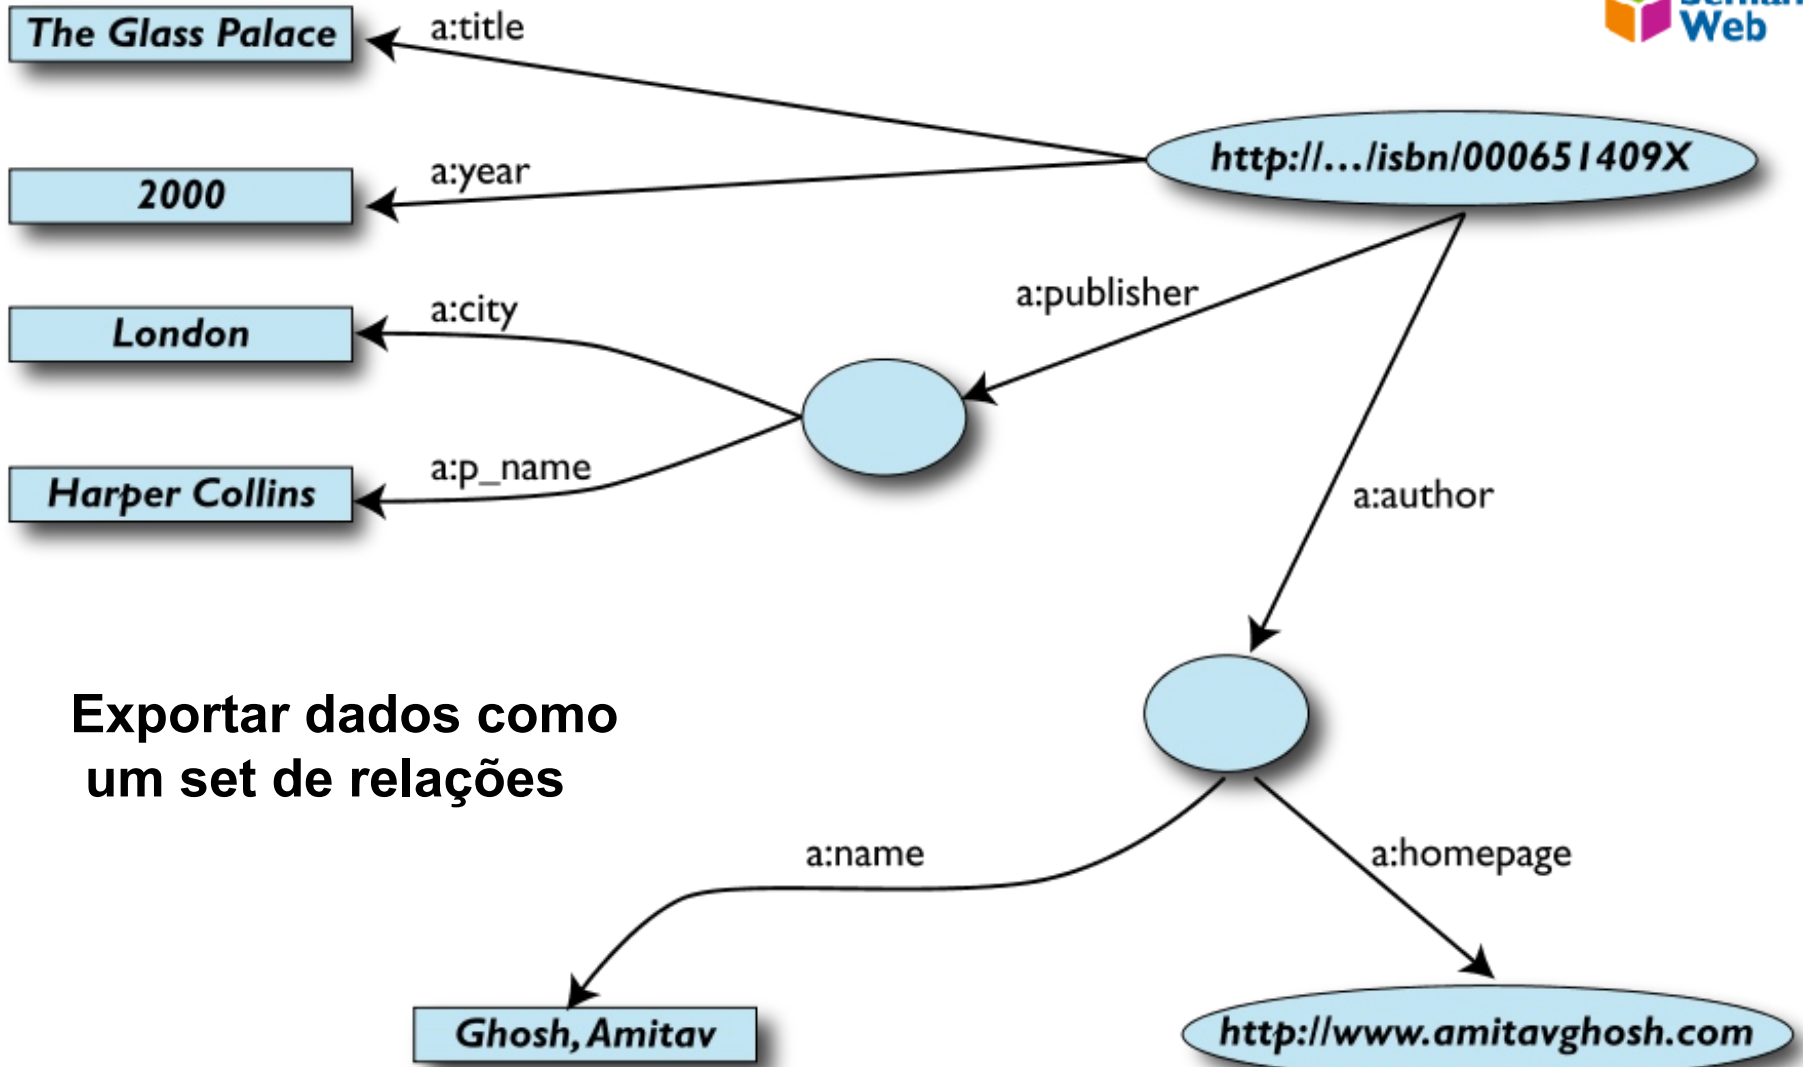 The Glass Palace
a:title
Web
http://…/isbn/000651409X
2000
a:year
a:publisher
London
a:city
Harper Collins
a:p_name
a:author
Exportar dados como
um set de relações
a:name
a:homepage
Ghosh, Amitav
http://www.amitavghosh.com